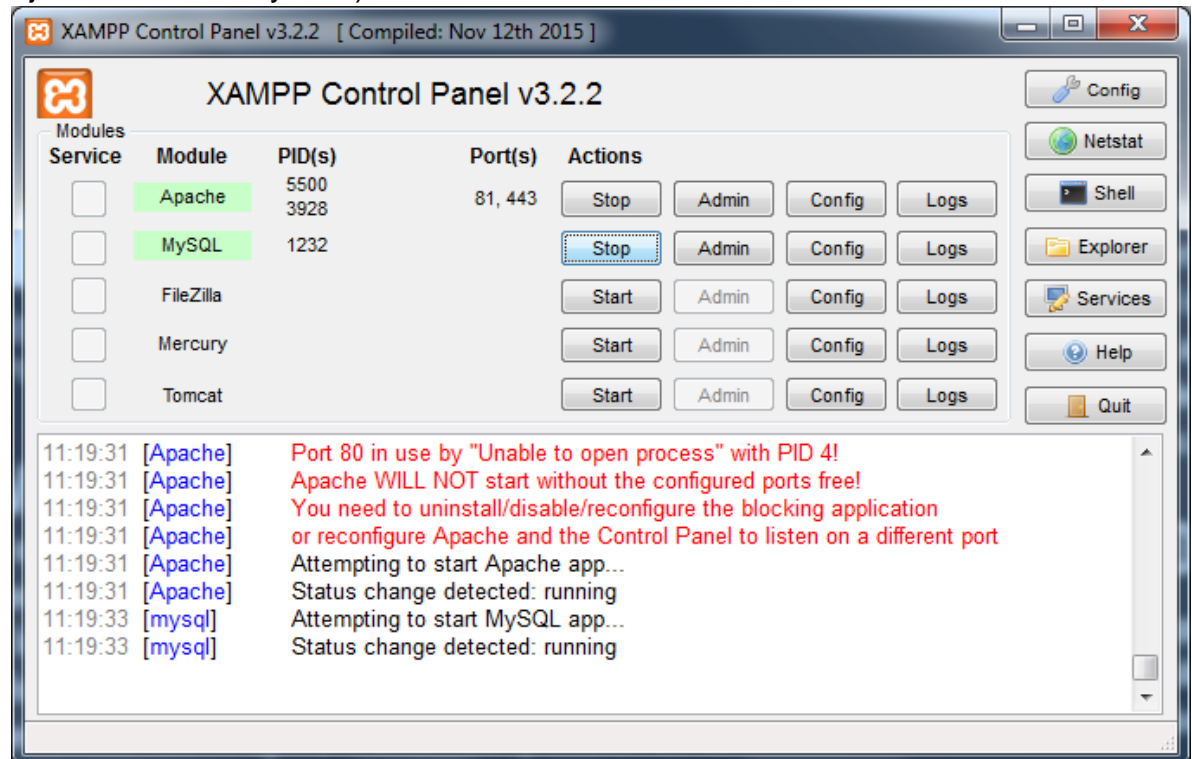 XAMPP Control Panel v3.2.2 [ Compiled: Nov 12th 2015 ]
XAMPP Control Panel v3.2.2
Config
Modules
Service Module PID(s) Port(s) Actions
Netstat
Apache 5500 3928 81, 443 Stop Admin Config Logs
Shell
MySQL 1232 Stop Admin Config Logs
Explorer
FileZilla Start Admin Config Logs
Services
Mercury Start Admin Config Logs
Help
Tomcat Start Admin Config Logs
Quit
11:19:31 [Apache] Port 80 in use by "Unable to open process" with PID 4!
11:19:31 [Apache] Apache WILL NOT start without the configured ports free!
11:19:31 [Apache] You need to uninstall/disable/reconfigure the blocking application
11:19:31 [Apache] or reconfigure Apache and the Control Panel to listen on a different port
11:19:31 [Apache] Attempting to start Apache app...
11:19:31 [Apache] Status change detected: running
11:19:33 [mysql] Attempting to start MySQL app...
11:19:33 [mysql] Status change detected: running